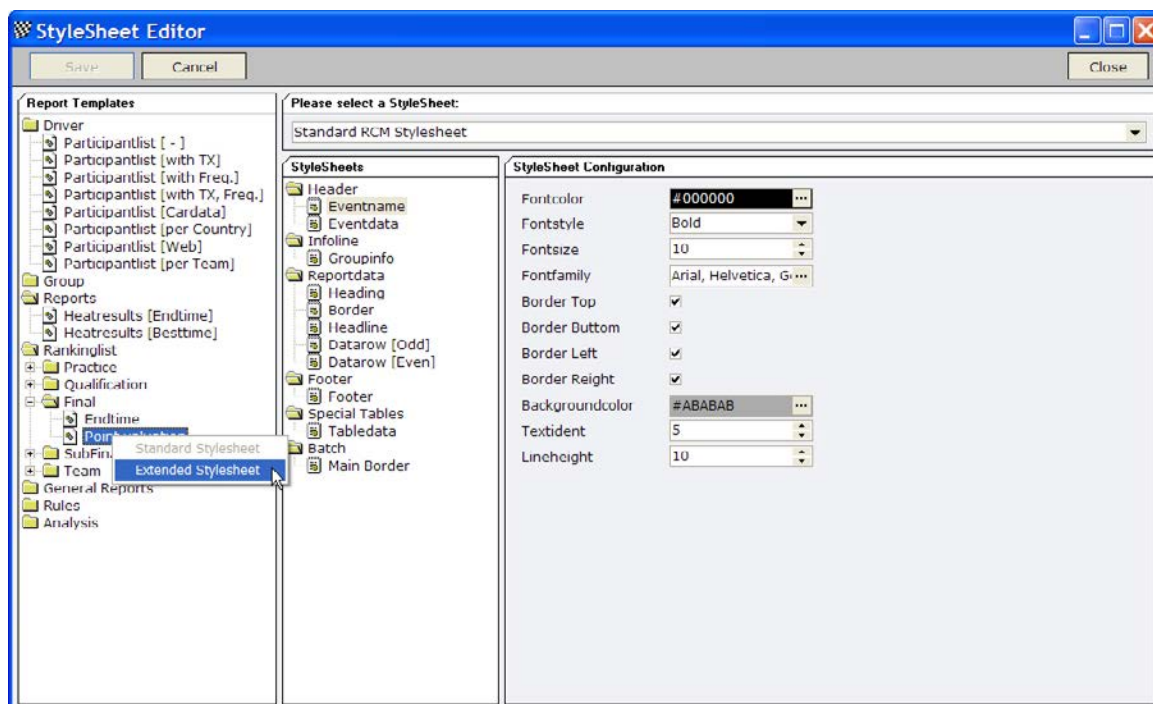 StyleSheet Editor
Save Cancel Close
Report Templates
Driver
Participantlist [ - ]
Participantlist [with TX]
Participantlist [with Freq.]
Participantlist [with TX, Freq.]
Participantlist [Cardata]
Participantlist [per Country]
Participantlist [Web]
Participantlist [per Team]
Group
Reports
Heatresults [Endtime]
Heatresults [Besttime]
Rankinglist
Practice
Qualification
Final
Endtime
SubFin
Team
General Reports
Rules
Analysis
Standard Stylesheet
Extended Stylesheet
Please select a StyleSheet:
Standard RCM Stylesheet
StyleSheets
Header
Eventname
Eventdata
Infoline
Groupinfo
Reportdata
Heading
Border
Headline
Datarow [Odd]
Datarow [Even]
Footer
Footer
Special Tables
Tabledata
Batch
Main Border
StyleSheet Configuration
Fontcolor #000000 ...
Fontstyle Bold
Fontsize 10
Fontfamily Arial, Helvetica, G ...
Border Top
Border Buttom
Border Left
Border Reight
Backgroundcolor #ABABAB ...
Textident 5
Lineheight 10